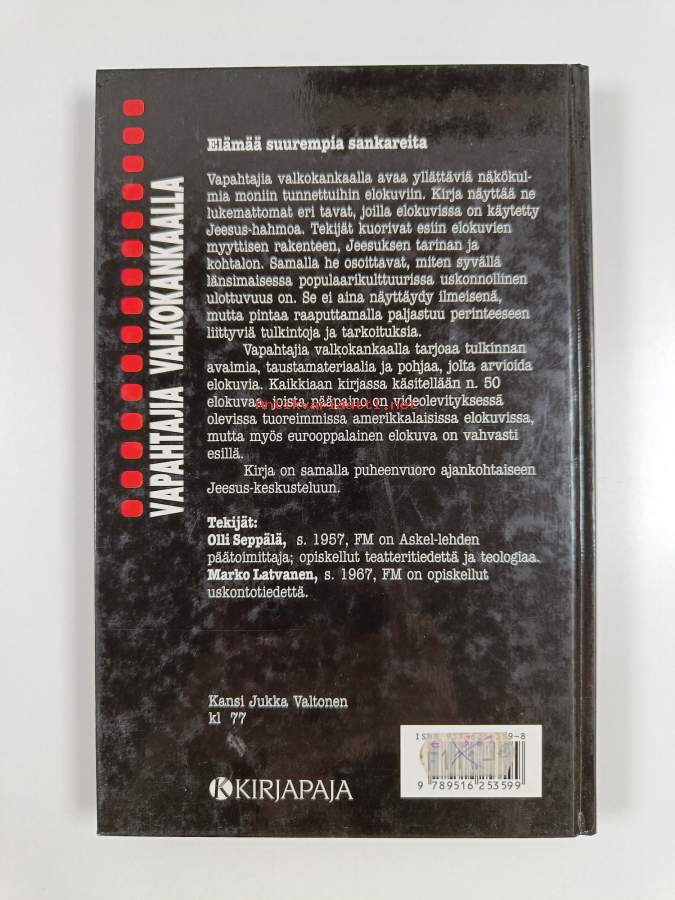 VAPAHTAJIA VALKOKANKAALLA
Elämää suurempia sankareita
Vapahtajia valkokankaalla avaa yllättäviä näkökul-
mia moniin tunnettuihin elokuviin. Kirja näyttää ne
lukemattomat eri tavat, joilla elokuvissa on käytetty
Jeesus-hahmoa. Tekijät kuorivat esiin elokuvien
myyttisen rakenteen, Jeesuksen tarinan ja
kohtalon. Samalla he osoittavat, miten syvällä
länsimaisessa populaarikulttuurissa uskonnollinen
ulottuvuus on. Se ei aina näyttäydy ilmeisenä,
mutta pintaa raaputtamalla paljastuu perinteeseen
liittyviä tulkintoja ja tarkoituksia.
Vapahtajia valkokankaalla tarjoaa tulkinnan
avaimia, taustamateriaalia ja pohjaa, jolta arvioida
elokuvia. Kaikkiaan kirjassa käsitellään n. 50
elokuvaa, joista pääpaino on videolevityksessä
olevissa tuoreimmissa amerikkalaisissa elokuvissa,
mutta myös eurooppalainen elokuva on vahvasti
esillä.
Kirja on samalla puheenvuoro ajankohtaiseen
Jeesus-keskusteluun.
Tekijät:
Olli Seppälä, s. 1957, FM on Askel-lehden
päätoimittaja; opiskellut teatteritiedettä ja teologiaa.
Marko Latvanen, s. 1967, FM on opiskellut
uskontotiedettä.
Kansi Jukka Valtonen
kl 77
KIRJAPAJA
ISBN 359-8
9 789516 253599